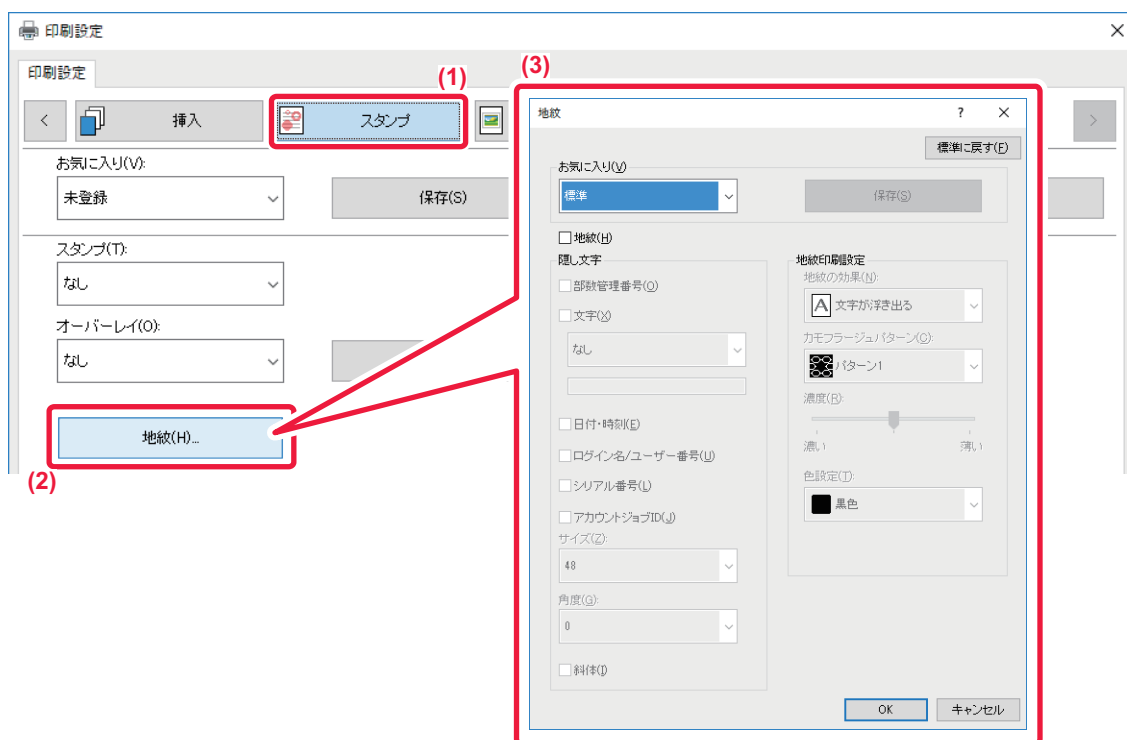 印刷設定
印刷設定
(1)
(3)
挿入
スタンプ
お気に入り(V):
未登録
保存(S)
スタンプ(T):
なし
オーバーレイ(O):
なし
地紋(H)...
(2)
地紋
標準に戻す(F)
お気に入り(V)
標準
保存(S)
地紋(H)
隠し文字
部数管理番号(O)
文字(X)
なし
日付・時刻(E)
ログイン名/ユーザー番号(U)
シリアル番号(L)
アカウントジョブID(J)
サイズ(Z):
48
角度(G):
0
斜体(I)
地紋印刷設定
地紋の効果(N):
A 文字が浮き出る
カモフラージュパターン(C):
パターン1
濃度(R):
濃い 薄い
色設定(T):
黒色
OK キャンセル